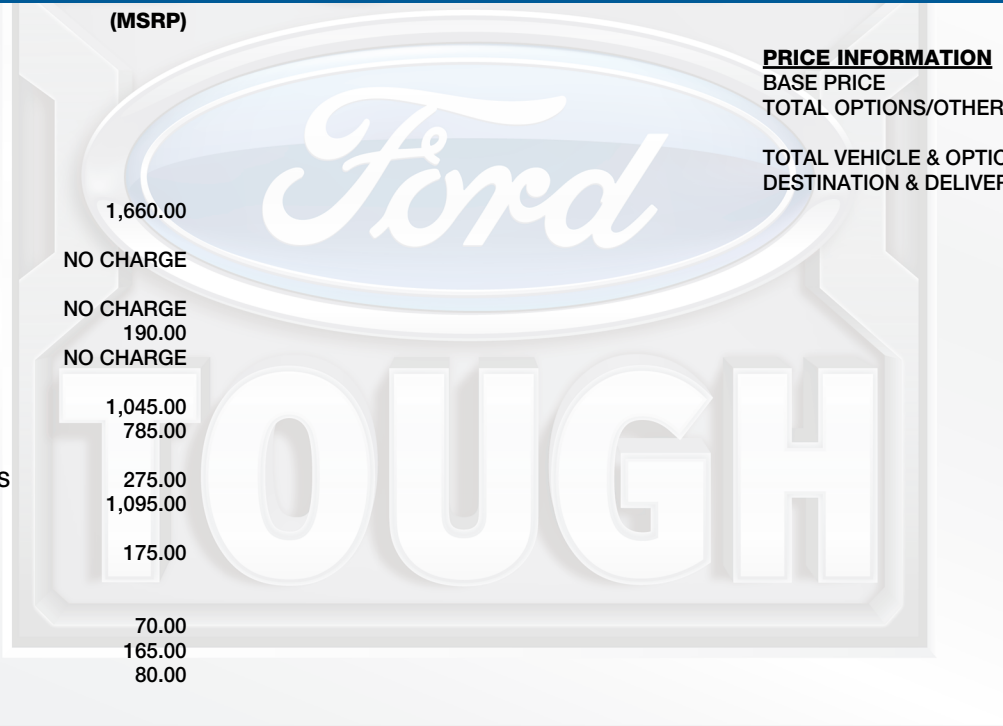 (MSRP)
PRICE INFORMATION
BASE PRICE
TOTAL OPTIONS/OTHER
TOTAL VEHICLE & OPTIO
DESTINATION & DELIVER
1,660.00
NO CHARGE
NO CHARGE
190.00
NO CHARGE
1,045.00
785.00
S 275.00
1,095.00
175.00
70.00
165.00
80.00
Ford
TOUGH